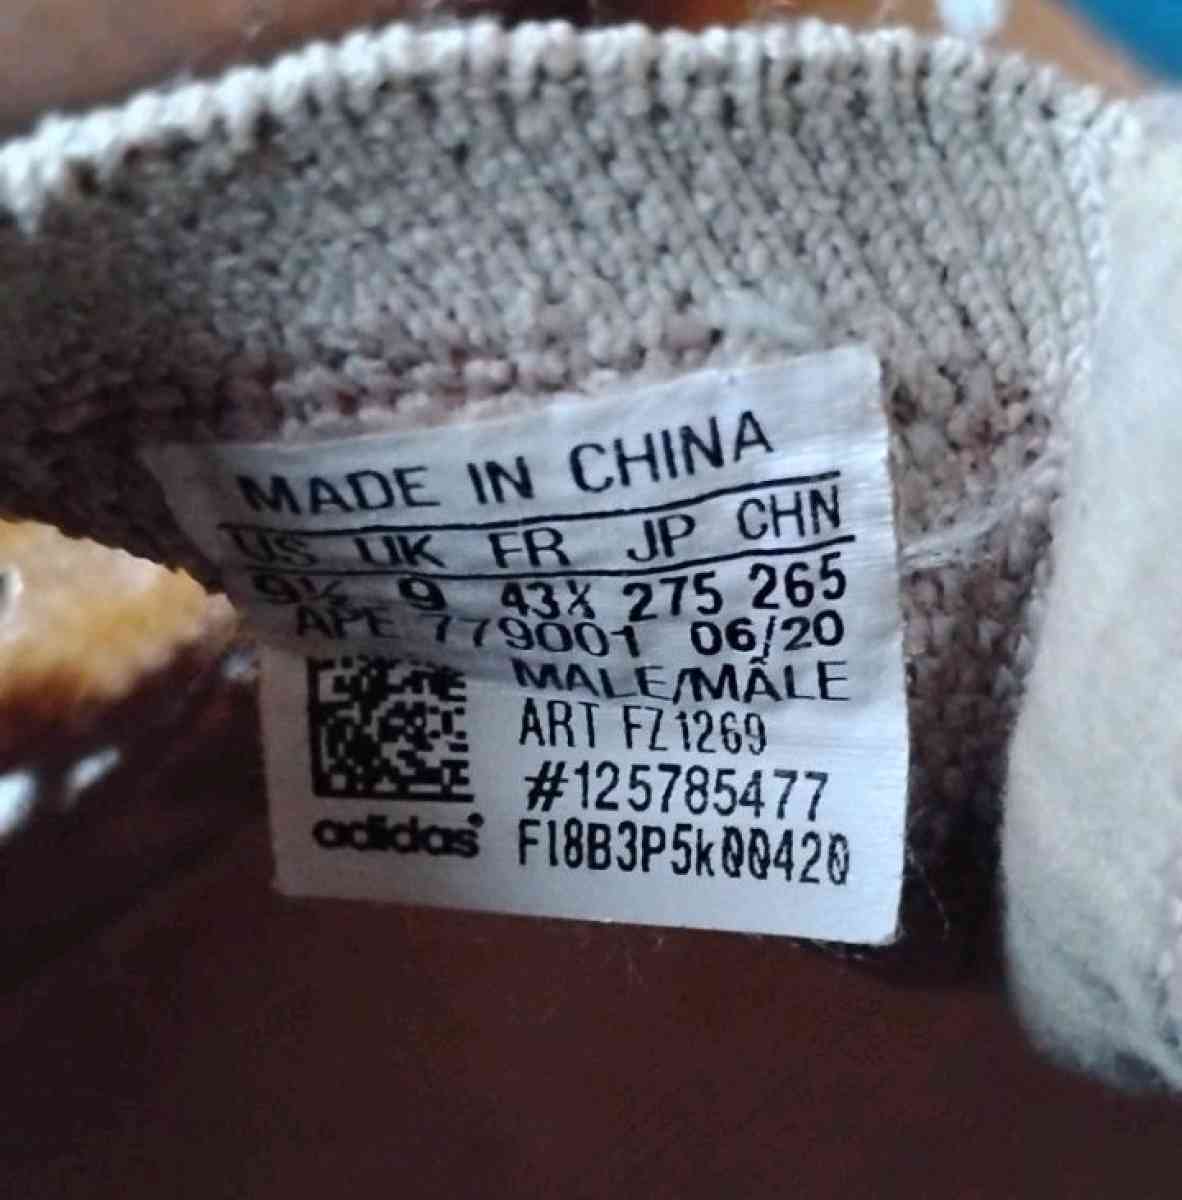 MADE IN CHINA
US UK FR JP CHN
9½ 9 43⅓ 275 265
APE 779001 06/20
MALE/MÂLE
ART FZ1269
#125785477
adidas
F18B3P5k00420